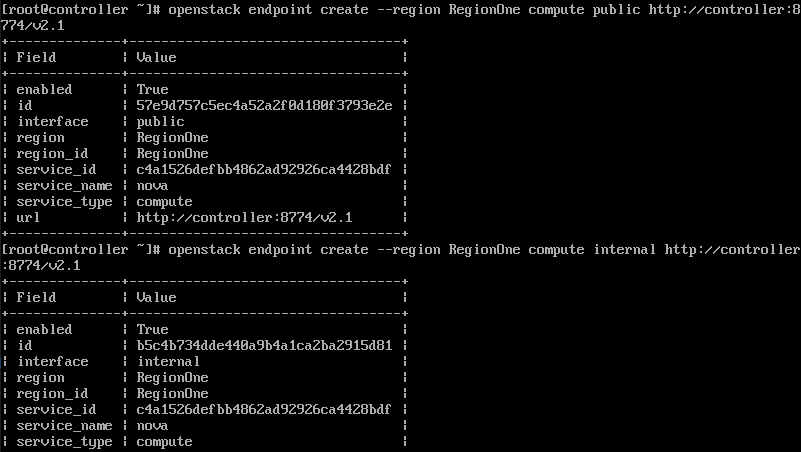 [root@controller ~]# openstack endpoint create --region RegionOne compute public http://controller:8
774/v2.1
+--------------+----------------------------------+
¦ Field        ¦ Value                            ¦
+--------------+----------------------------------+
¦ enabled      ¦ True                             ¦
¦ id           ¦ 57e9d757c5ec4a52a2f0d180f3793e2e ¦
¦ interface    ¦ public                           ¦
¦ region       ¦ RegionOne                        ¦
¦ region_id    ¦ RegionOne                        ¦
¦ service_id   ¦ c4a1526defbb4862ad92926ca4428bdf ¦
¦ service_name ¦ nova                             ¦
¦ service_type ¦ compute                          ¦
¦ url          ¦ http://controller:8774/v2.1      ¦
+--------------+----------------------------------+
[root@controller ~]# openstack endpoint create --region RegionOne compute internal http://controller
:8774/v2.1
+--------------+----------------------------------+
¦ Field        ¦ Value                            ¦
+--------------+----------------------------------+
¦ enabled      ¦ True                             ¦
¦ id           ¦ b5c4b734dde440a9b4a1ca2ba2915d81 ¦
¦ interface    ¦ internal                         ¦
¦ region       ¦ RegionOne                        ¦
¦ region_id    ¦ RegionOne                        ¦
¦ service_id   ¦ c4a1526defbb4862ad92926ca4428bdf ¦
¦ service_name ¦ nova                             ¦
¦ service_type ¦ compute                          ¦